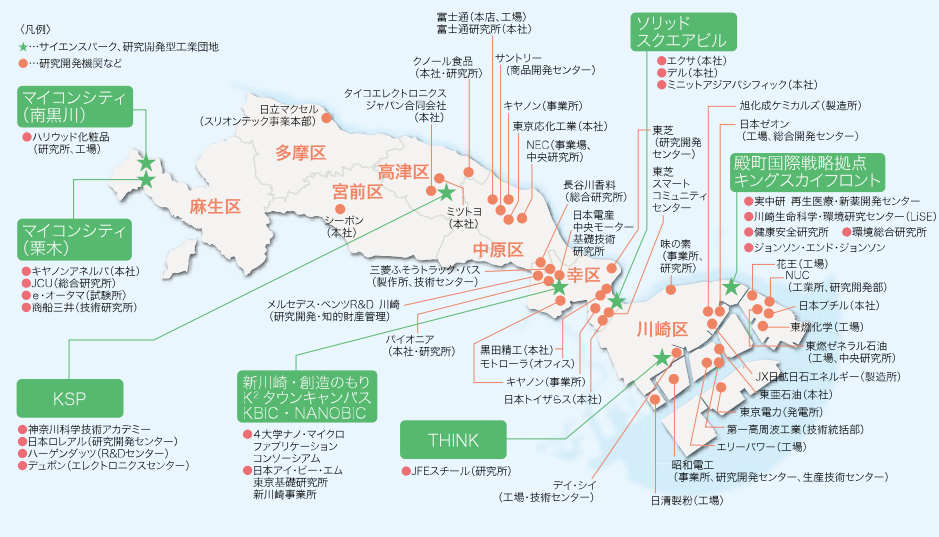 〈凡例〉
★…サイエンスパーク、研究開発型工業団地
●…研究開発機関など
マイコンシティ
(南黒川)
●ハリウッド化粧品
(研究所、工場)
マイコンシティ
(栗木)
●キヤノンアネルバ(本社)
●JCU(総合研究所)
●e・オータマ(試験所)
●商船三井(技術研究所)
KSP
●神奈川科学技術アカデミー
●日本ロレアル(研究開発センター)
●ハーゲンダッツ(R&Dセンター)
●デュポン(エレクトロニクスセンター)
新川崎・創造のもり
K² タウンキャンパス
KBIC・NANOBIC
●4大学ナノ・マイクロ
ファブリケーション
コンソーシアム
●日本アイ・ビー・エム
東京基礎研究所
新川崎事業所
THINK
●JFEスチール(研究所)
ソリッド
スクエアビル
●エクサ(本社)
●デル(本社)
●ミニットアジアパシフィック(本社)
殿町国際戦略拠点
キングスカイフロント
●実中研 再生医療・新薬開発センター
●川崎生命科学・環境研究センター(LiSE)
●健康安全研究所 ●環境総合研究所
●ジョンソン・エンド・ジョンソン
麻生区
多摩区
宮前区
高津区
中原区
幸区
川崎区
日立マクセル
(スリオンテック事業本部)
シーボン
(本社)
タイコエレクトロニクス
ジャパン合同会社
(本社)
クノール食品
(本社・研究所)
富士通(本店、工場)
富士通研究所(本社)
サントリー
(商品開発センター)
キヤノン(事業所)
東京応化工業(本社)
NEC(事業場、
中央研究所)
ミツトヨ
(本社)
長谷川香料
(総合研究所)
日本電産
中央モーター
基礎技術
研究所
東芝
(研究開発
センター)
東芝
スマート
コミュニティ
センター
味の素
(事業所、
研究所)
旭化成ケミカルズ(製造所)
日本ゼオン
(工場、総合開発センター)
三菱ふそうトラック・バス
(製作所、技術センター)
メルセデス・ベンツR&D 川崎
(研究開発・知的財産管理)
パイオニア
(本社・研究所)
黒田精工(本社)
モトローラ(オフィス)
キヤノン(事業所)
日本トイザらス(本社)
花王(工場)
NUC
(工業所、研究開発部)
日本ブチル(本社)
東燃化学(工場)
東燃ゼネラル石油
(工場、中央研究所)
JX日鉱日石エネルギー(製造所)
東亜石油(本社)
東京電力(発電所)
第一高周波工業(技術統括部)
エリーパワー(工場)
昭和電工
(事業所、研究開発センター、生産技術センター)
日清製粉(工場)
デイ・シイ
(工場・技術センター)